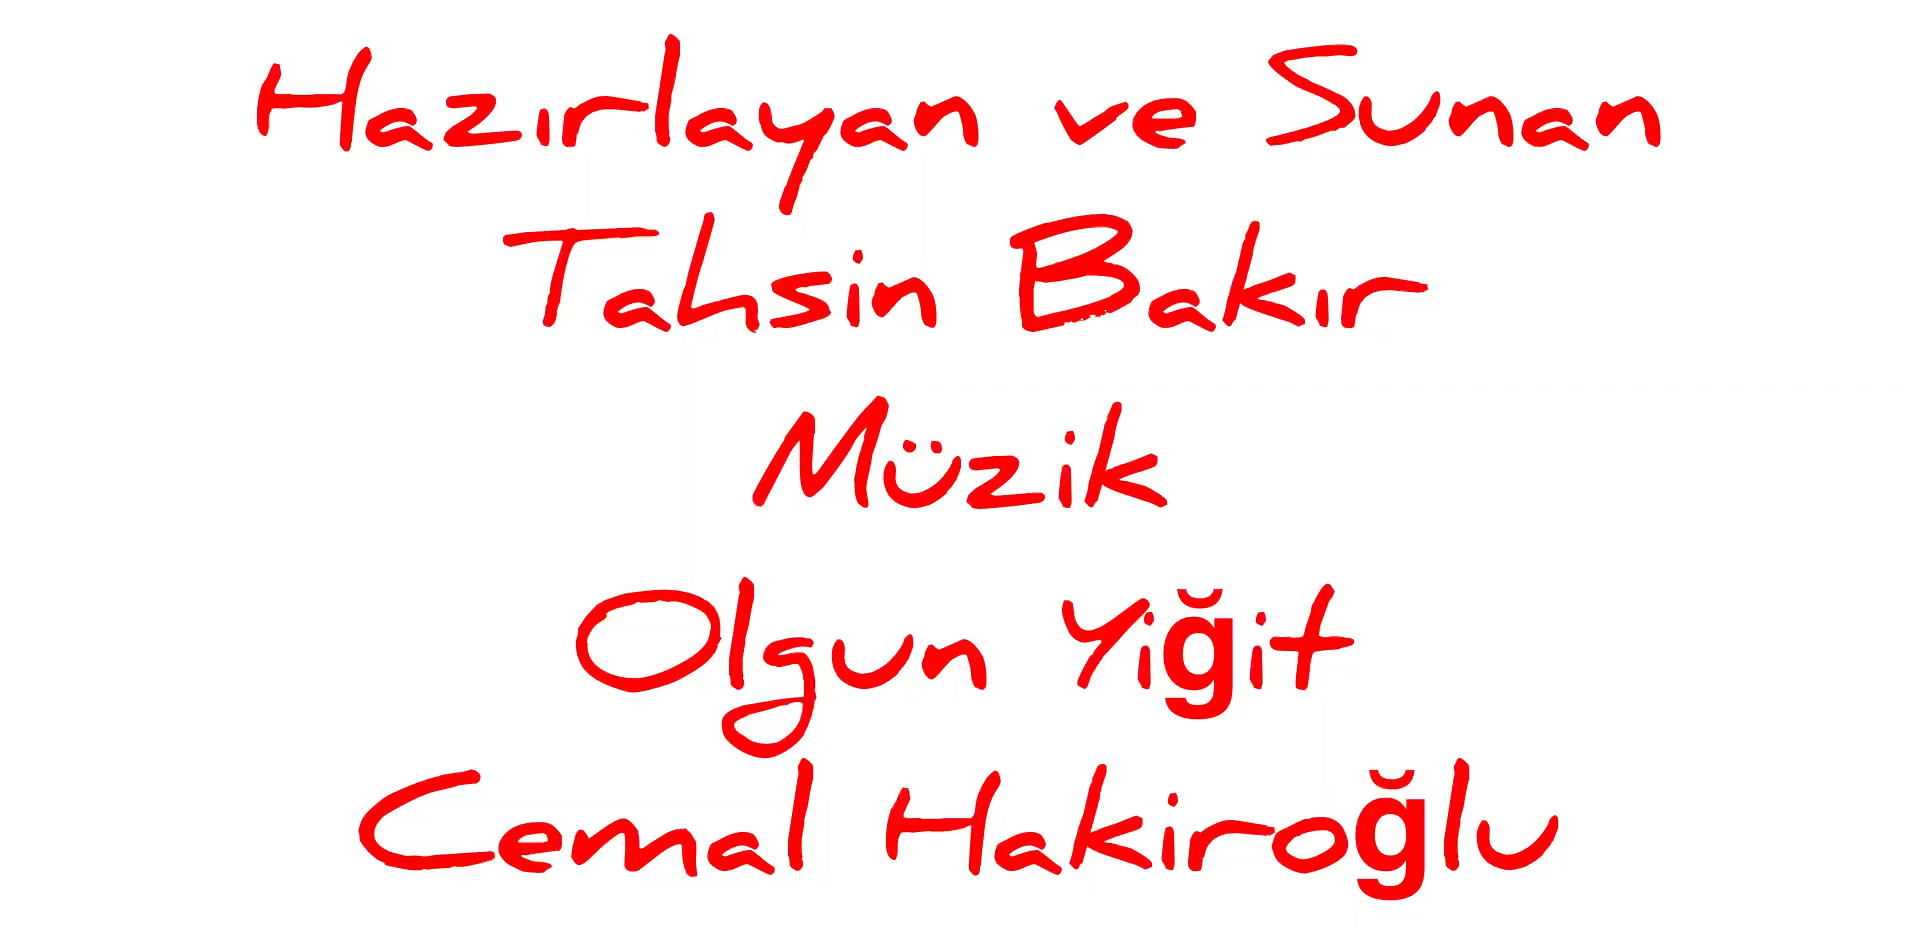 Hazırlayan ve Sunan
Tahsin Bakır
Müzik
Olgun Yiğit
Cemal Hakiroğlu